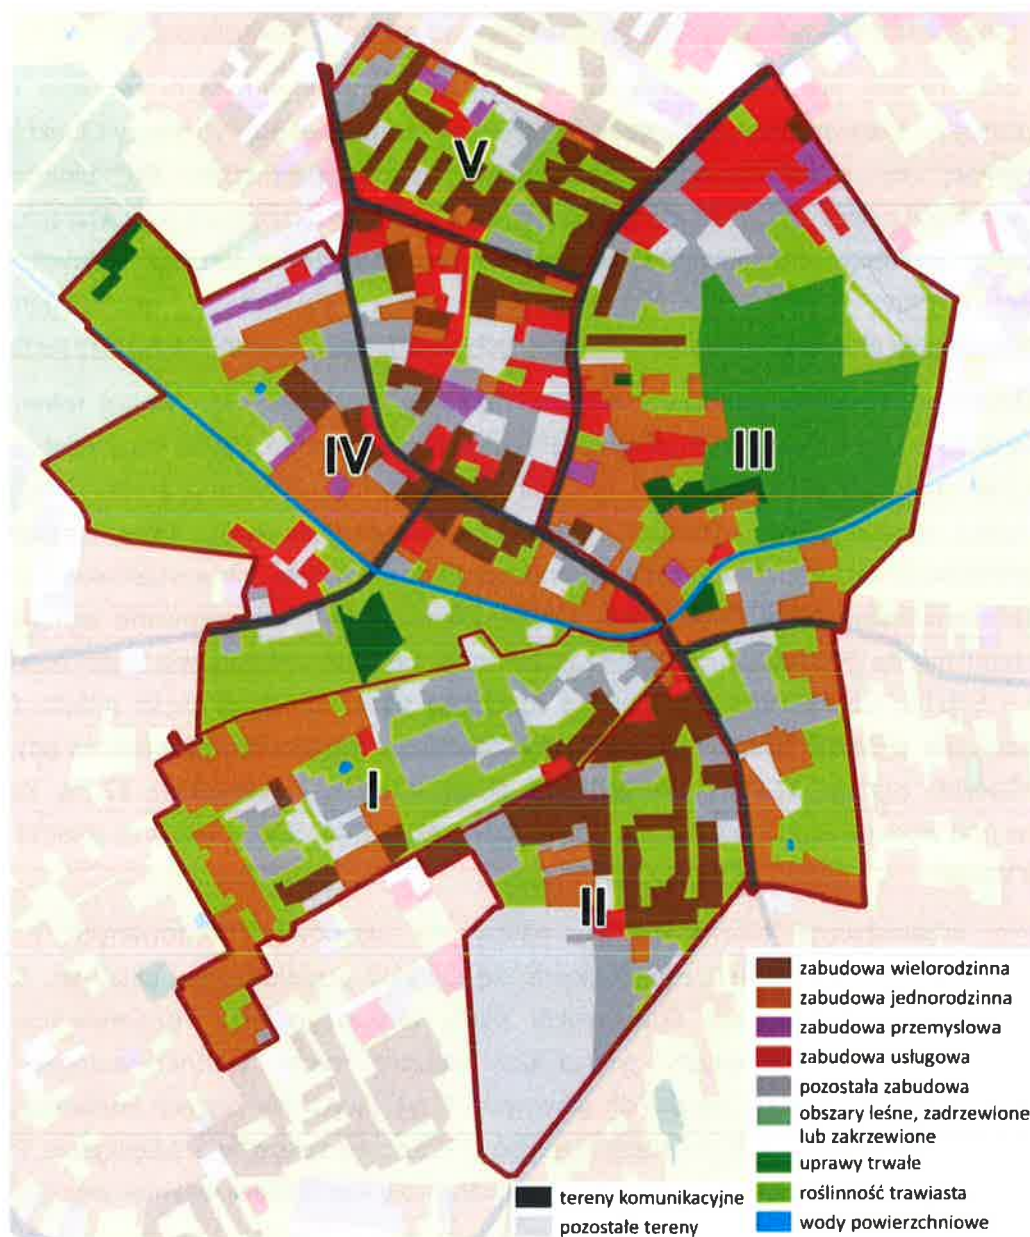 V
IV
III
I
II
zabudowa wielorodzinna
zabudowa jednorodzinna
zabudowa przemysłowa
zabudowa usługowa
pozostała zabudowa
obszary leśne, zadrzewione
lub zakrzewione
uprawy trwałe
roślinność trawiasta
wody powierzchniowe
tereny komunikacyjne
pozostałe tereny